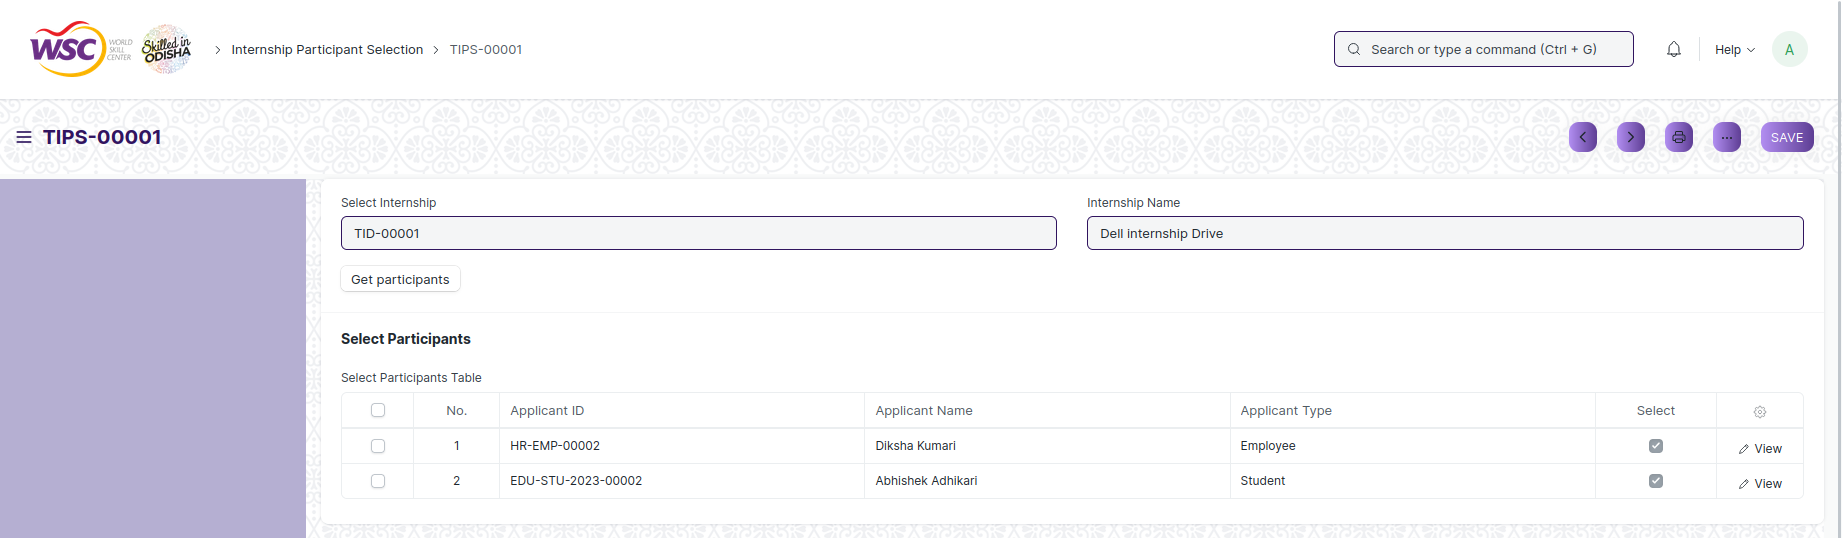 WSC WORLD SKILL CENTER
Skilled in ODISHA
Internship Participant Selection TIPS-00001
Search or type a command (Ctrl + G)
Help
A
TIPS-00001
SAVE
Select Internship
Internship Name
TID-00001
Dell internship Drive
Get participants
Select Participants
Select Participants Table
No. Applicant ID Applicant Name Applicant Type Select
1 HR-EMP-00002 Diksha Kumari Employee View
2 EDU-STU-2023-00002 Abhishek Adhikari Student View